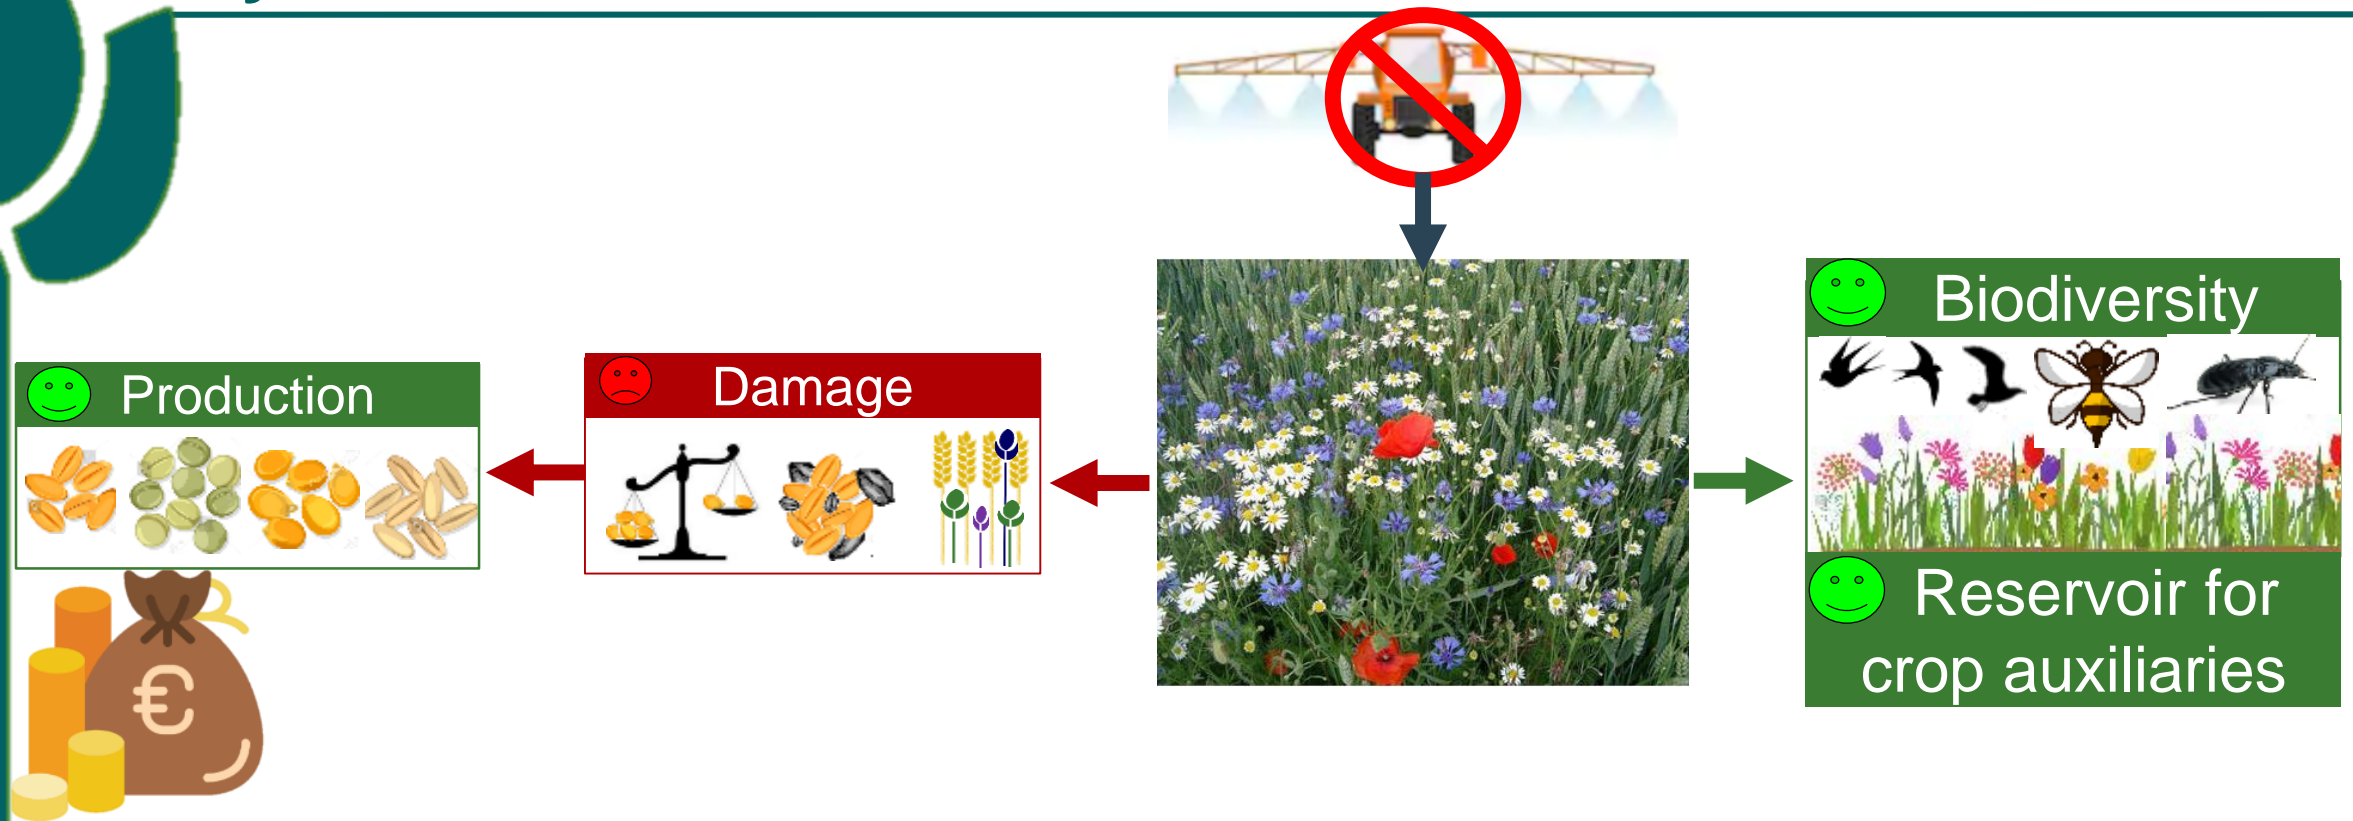 Biodiversity
Production
Damage
Reservoir for
crop auxiliaries
€